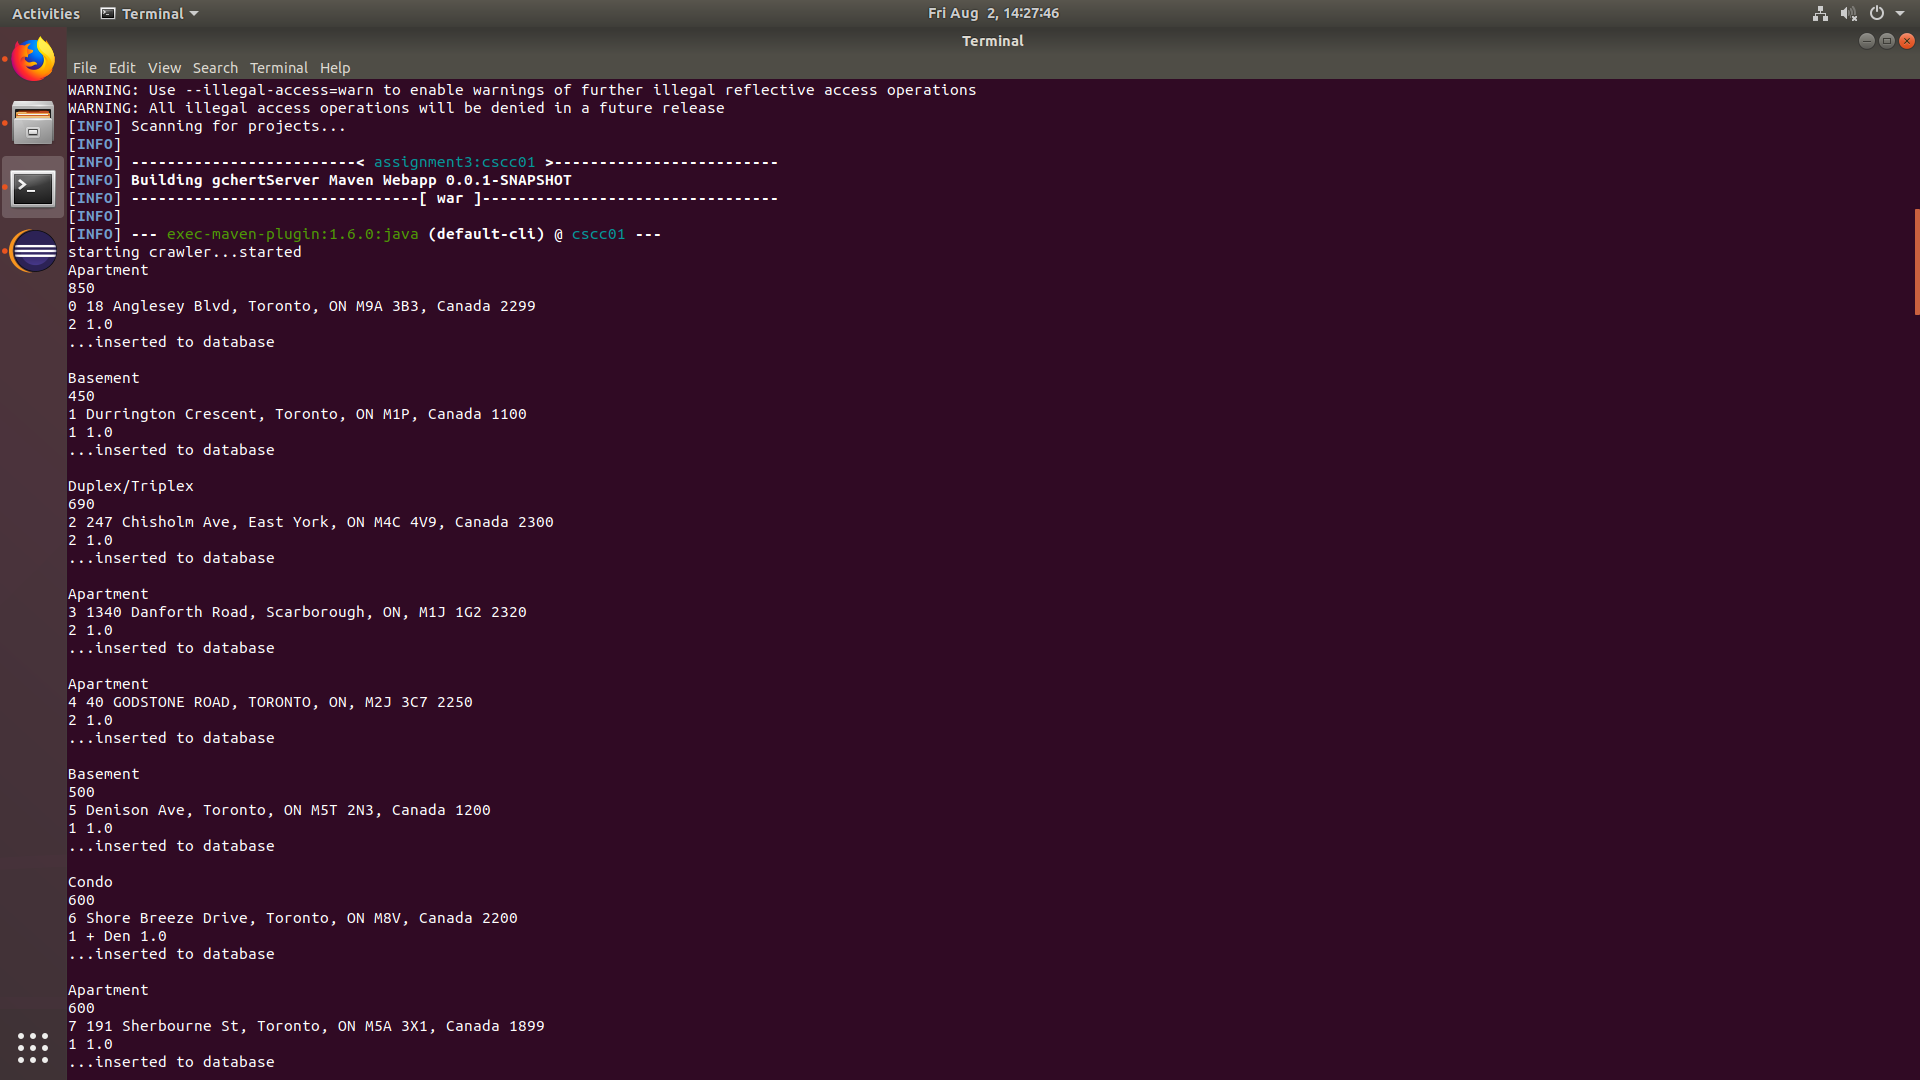 Activities Terminal Fri Aug 2, 14:27:46
Terminal
File Edit View Search Terminal Help
WARNING: Use --illegal-access=warn to enable warnings of further illegal reflective access operations
WARNING: All illegal access operations will be denied in a future release
[INFO] Scanning for projects...
[INFO]
[INFO] -------------------------< assignment3:cscc01 >-------------------------
[INFO] Building gchertServer Maven Webapp 0.0.1-SNAPSHOT
[INFO] --------------------------------[ war ]---------------------------------
[INFO]
[INFO] --- exec-maven-plugin:1.6.0:java (default-cli) @ cscc01 ---
starting crawler...started
Apartment
850
0 18 Anglesey Blvd, Toronto, ON M9A 3B3, Canada 2299
2 1.0
...inserted to database
Basement
450
1 Durrington Crescent, Toronto, ON M1P, Canada 1100
1 1.0
...inserted to database
Duplex/Triplex
690
2 247 Chisholm Ave, East York, ON M4C 4V9, Canada 2300
2 1.0
...inserted to database
Apartment
3 1340 Danforth Road, Scarborough, ON, M1J 1G2 2320
2 1.0
...inserted to database
Apartment
4 40 GODSTONE ROAD, TORONTO, ON, M2J 3C7 2250
2 1.0
...inserted to database
Basement
500
5 Denison Ave, Toronto, ON M5T 2N3, Canada 1200
1 1.0
...inserted to database
Condo
600
6 Shore Breeze Drive, Toronto, ON M8V, Canada 2200
1 + Den 1.0
...inserted to database
Apartment
600
7 191 Sherbourne St, Toronto, ON M5A 3X1, Canada 1899
1 1.0
...inserted to database